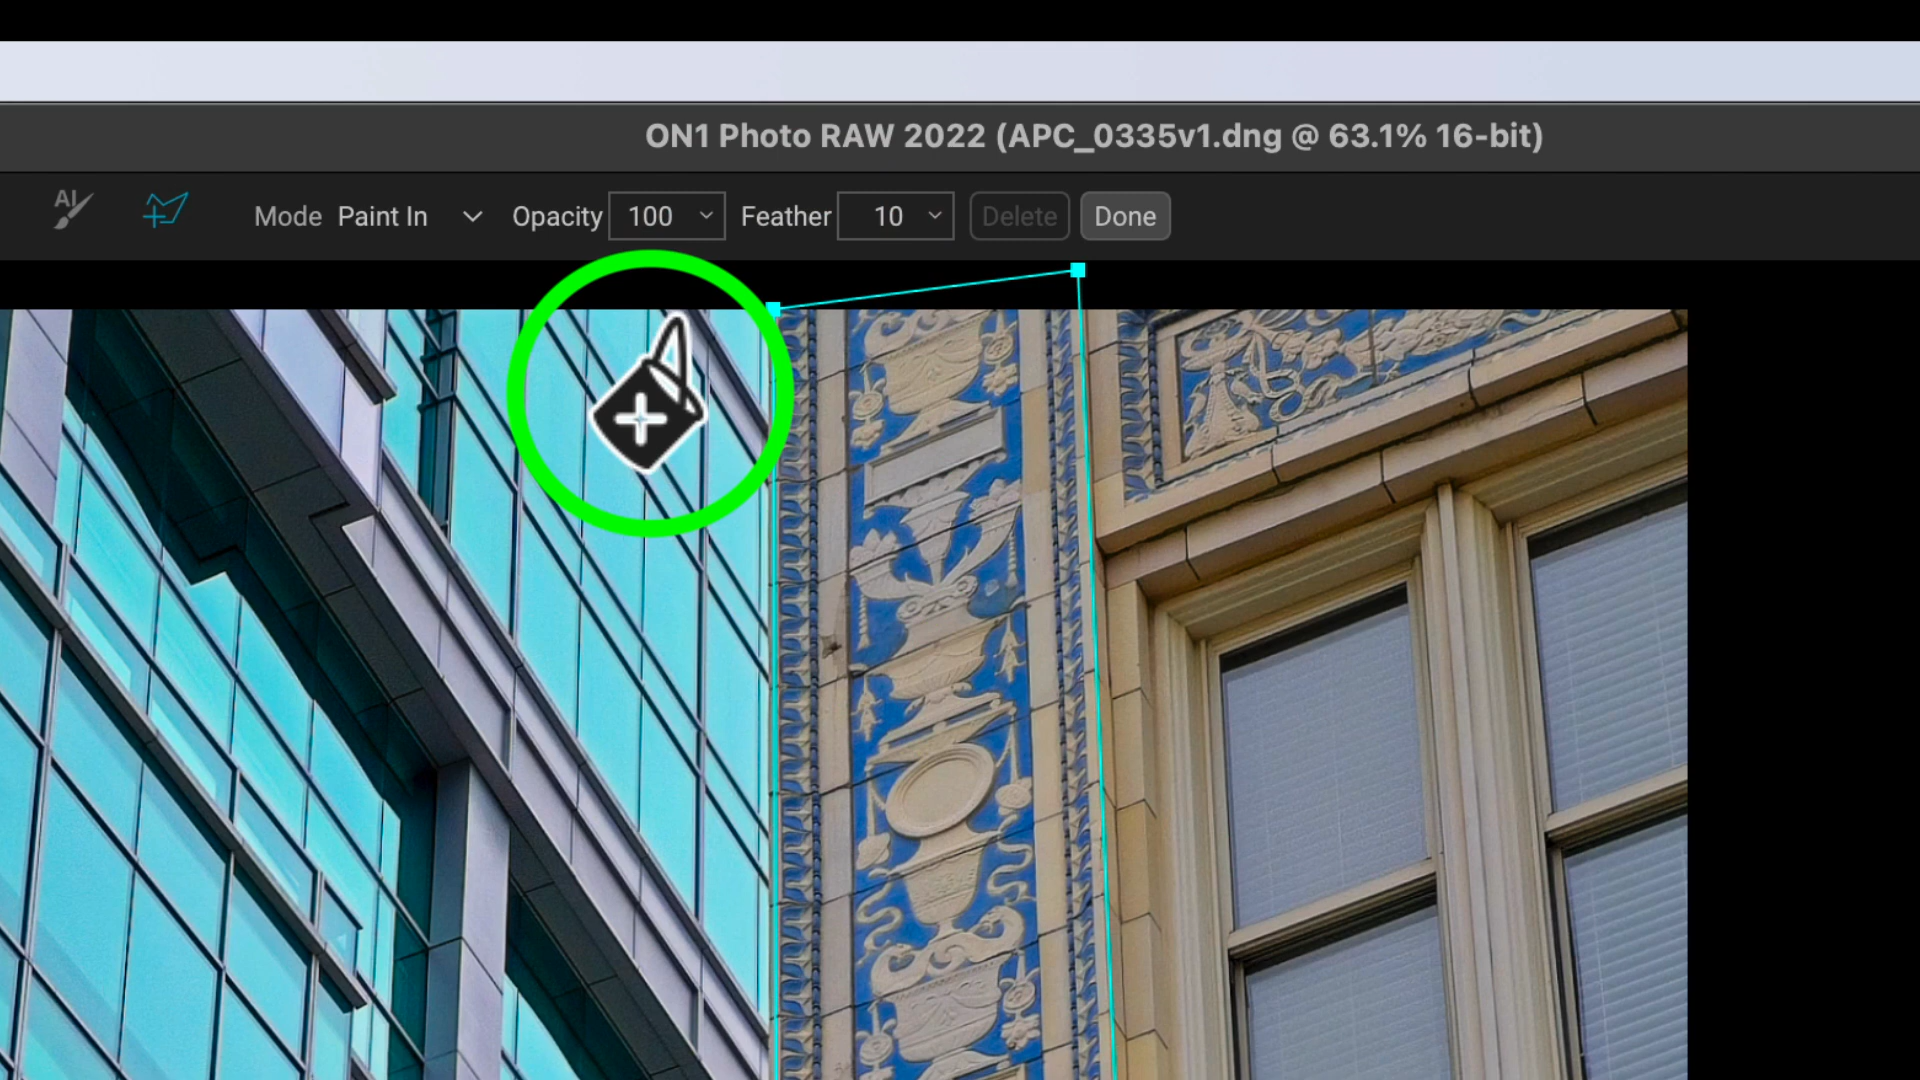 ON1 Photo RAW 2022 (APC_0335v1.dng @ 63.1% 16-bit)
AI Mode Paint In Opacity 100 Feather 10 Delete Done